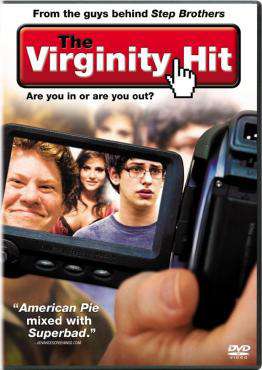 From the guys behind Step Brothers
The
Virginity Hit
Are you in or are you out?
"American Pie
mixed with
Superbad."
DVD
VIDEO